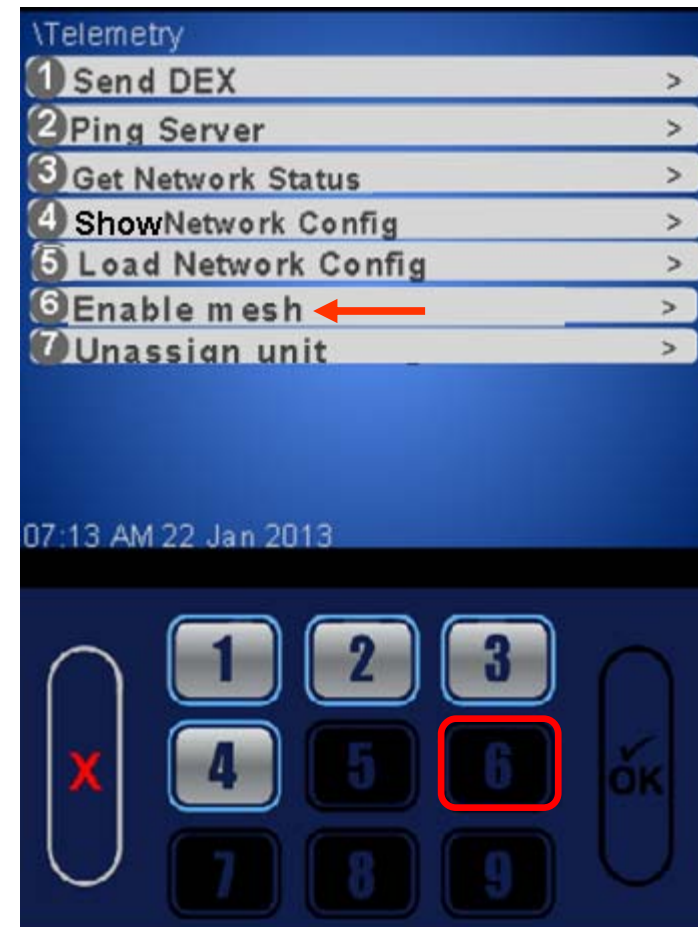 \Telemetry
1 Send DEX >
2 Ping Server >
3 Get Network Status >
4 ShowNetwork Config >
5 Load Network Config >
6 Enable mesh >
7 Unassign unit >
07:13 AM 22 Jan 2013
1 2 3
X 4 5 6 OK
7 8 9